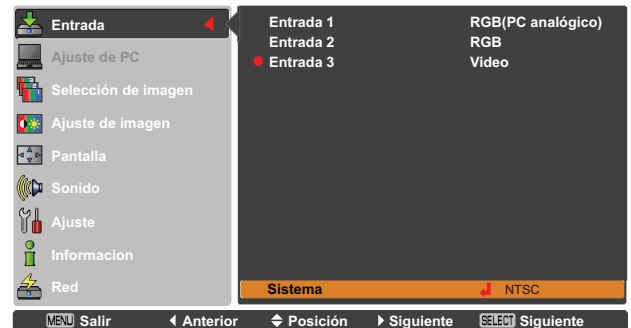 Entrada
Ajuste de PC
Selección de imagen
Ajuste de imagen
Pantalla
Sonido
Ajuste
Informacion
Red
Entrada 1 RGB(PC analógico)
Entrada 2 RGB
Entrada 3 Video
Sistema NTSC
MENU Salir Anterior Posición Siguiente SELECT Siguiente